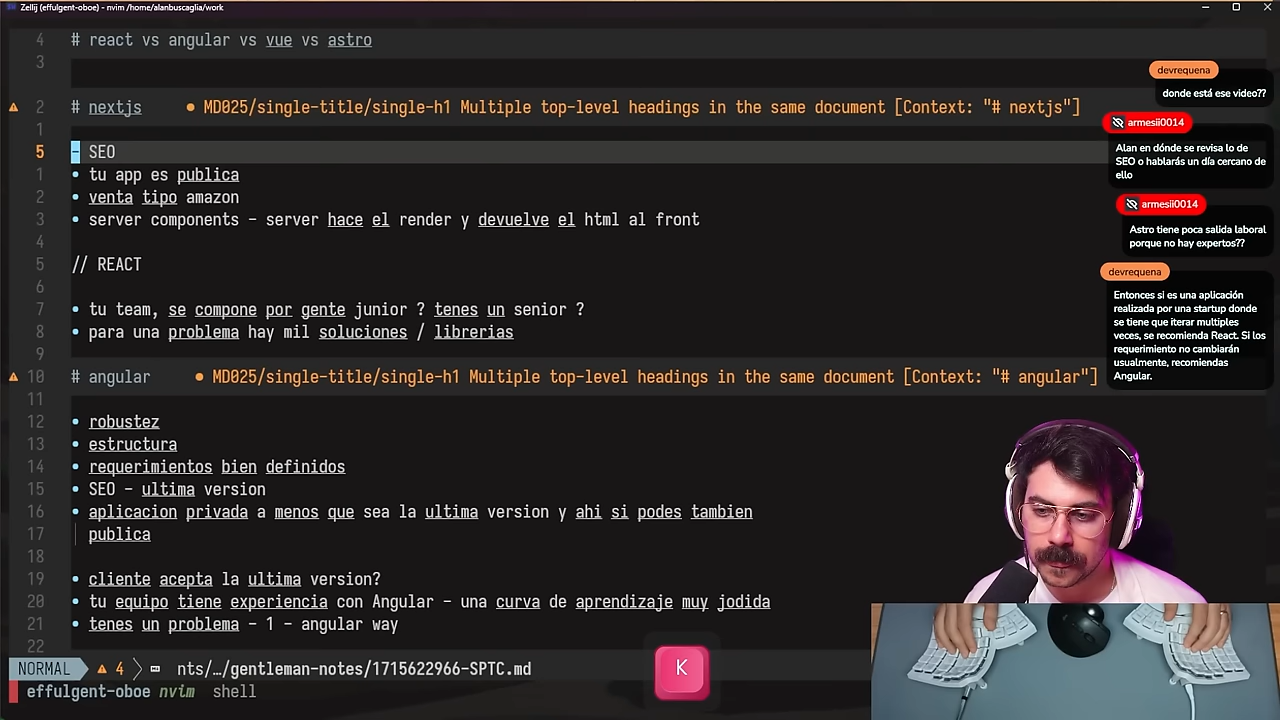 Zellij (effulgent-oboe) - nvim /home/alanbuscaglia/work
4 # react vs angular vs vue vs astro
3
2 # nextjs ● MD025/single-title/single-h1 Multiple top-level headings in the same document [Context: "# nextjs"]
1
5 - SEO
1 • tu app es publica
2 • venta tipo amazon
3 • server components - server hace el render y devuelve el html al front
4
5 // REACT
6
7 • tu team, se compone por gente junior ? tenes un senior ?
8 • para una problema hay mil soluciones / librerias
9
10 # angular ● MD025/single-title/single-h1 Multiple top-level headings in the same document [Context: "# angular"]
11
12 • robustez
13 • estructura
14 • requerimientos bien definidos
15 • SEO - ultima version
16 • aplicacion privada a menos que sea la ultima version y ahi si podes tambien
17 publica
18
19 • cliente acepta la ultima version?
20 • tu equipo tiene experiencia con Angular - una curva de aprendizaje muy jodida
21 • tenes un problema - 1 - angular way
22
NORMAL 4 nts/…/gentleman-notes/1715622966-SPTC.md
effulgent-oboe nvim shell
K
devrequena
donde está ese video??
armesii0014
Alan en dónde se revisa lo de
SEO o hablarás un día cercano de
ello
armesii0014
Astro tiene poca salida laboral
porque no hay expertos??
devrequena
Entonces si es una aplicación
realizada por una startup donde
se tiene que iterar multiples
veces, se recomienda React. Si los
requerimiento no cambiarán
usualmente, recomiendas
Angular.